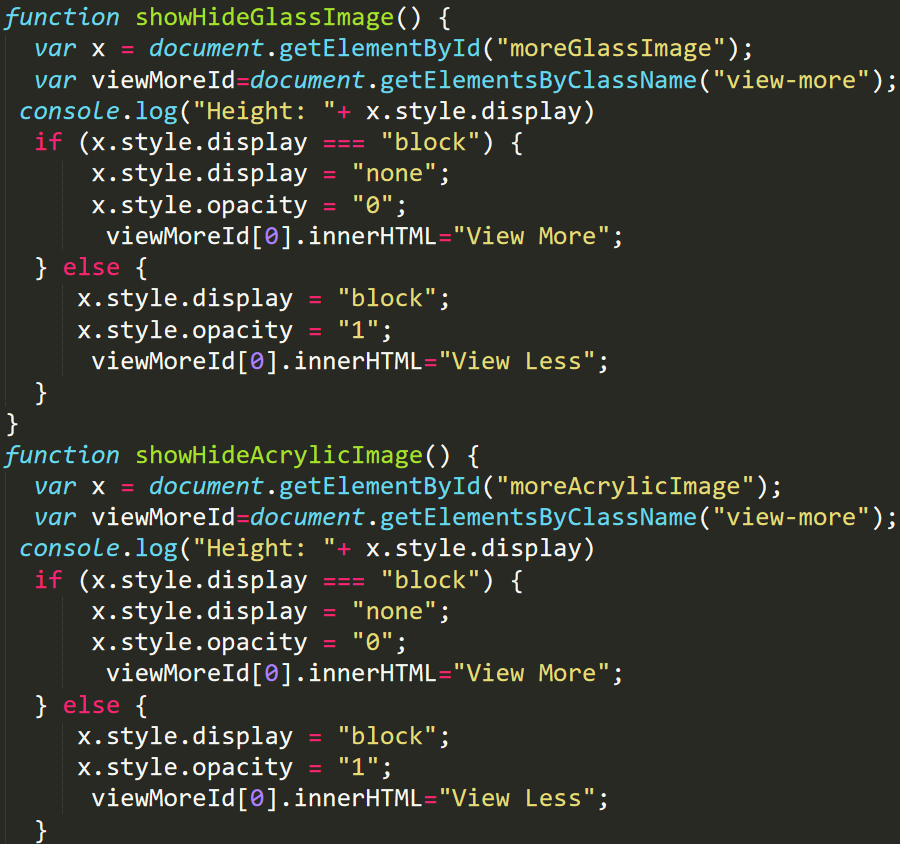 function showHideGlassImage() {
  var x = document.getElementById("moreGlassImage");
  var viewMoreId=document.getElementsByClassName("view-more");
 console.log("Height: "+ x.style.display)
  if (x.style.display === "block") {
      x.style.display = "none";
      x.style.opacity = "0";
       viewMoreId[0].innerHTML="View More";
  } else {
     x.style.display = "block";
     x.style.opacity = "1";
      viewMoreId[0].innerHTML="View Less";
  }
}
function showHideAcrylicImage() {
  var x = document.getElementById("moreAcrylicImage");
  var viewMoreId=document.getElementsByClassName("view-more");
 console.log("Height: "+ x.style.display)
  if (x.style.display === "block") {
      x.style.display = "none";
      x.style.opacity = "0";
       viewMoreId[0].innerHTML="View More";
  } else {
     x.style.display = "block";
     x.style.opacity = "1";
      viewMoreId[0].innerHTML="View Less";
  }